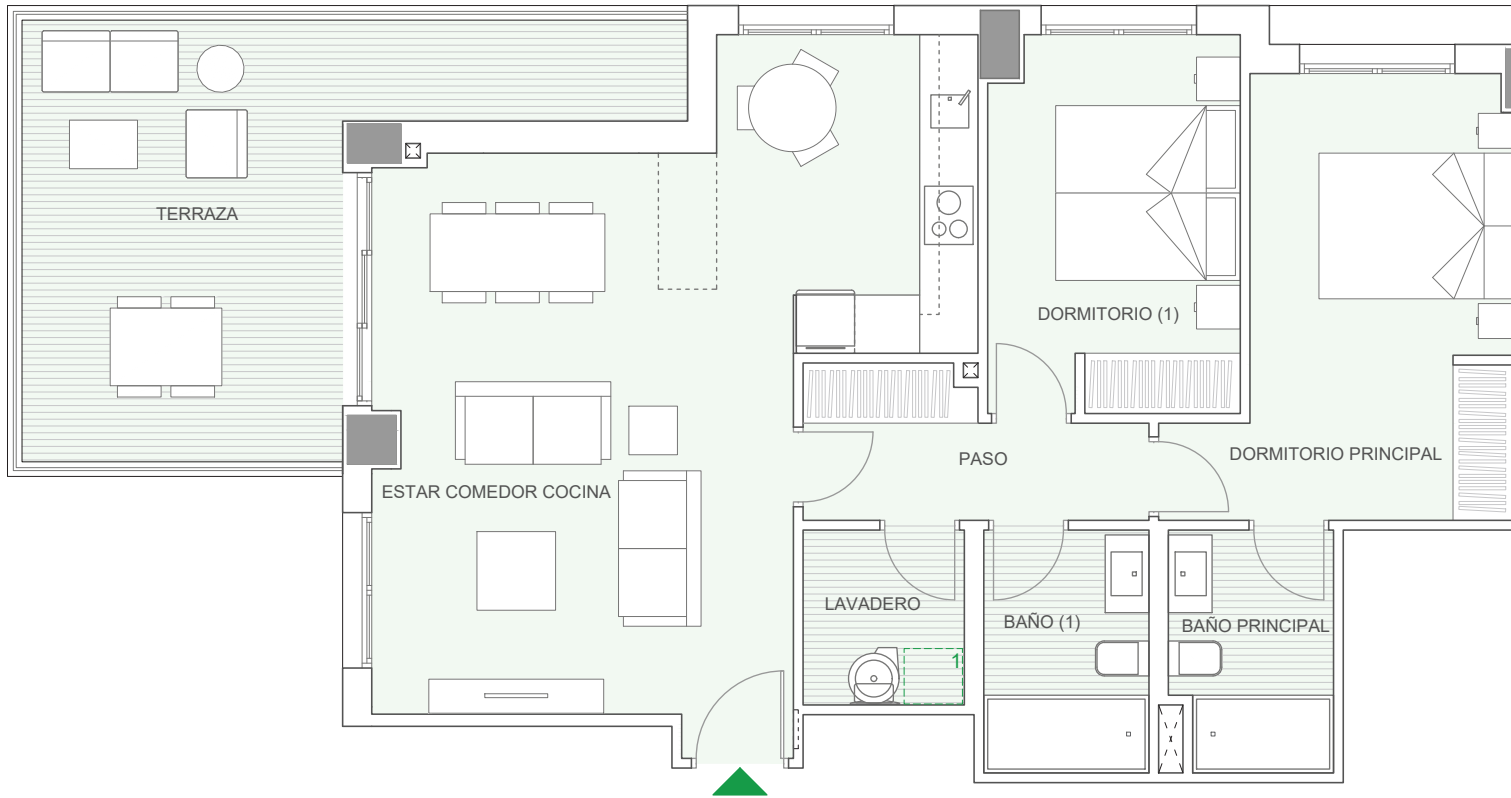 TERRAZA
DORMITORIO (1)
DORMITORIO PRINCIPAL
PASO
ESTAR COMEDOR COCINA
LAVADERO
BAÑO (1)
BAÑO PRINCIPAL
1